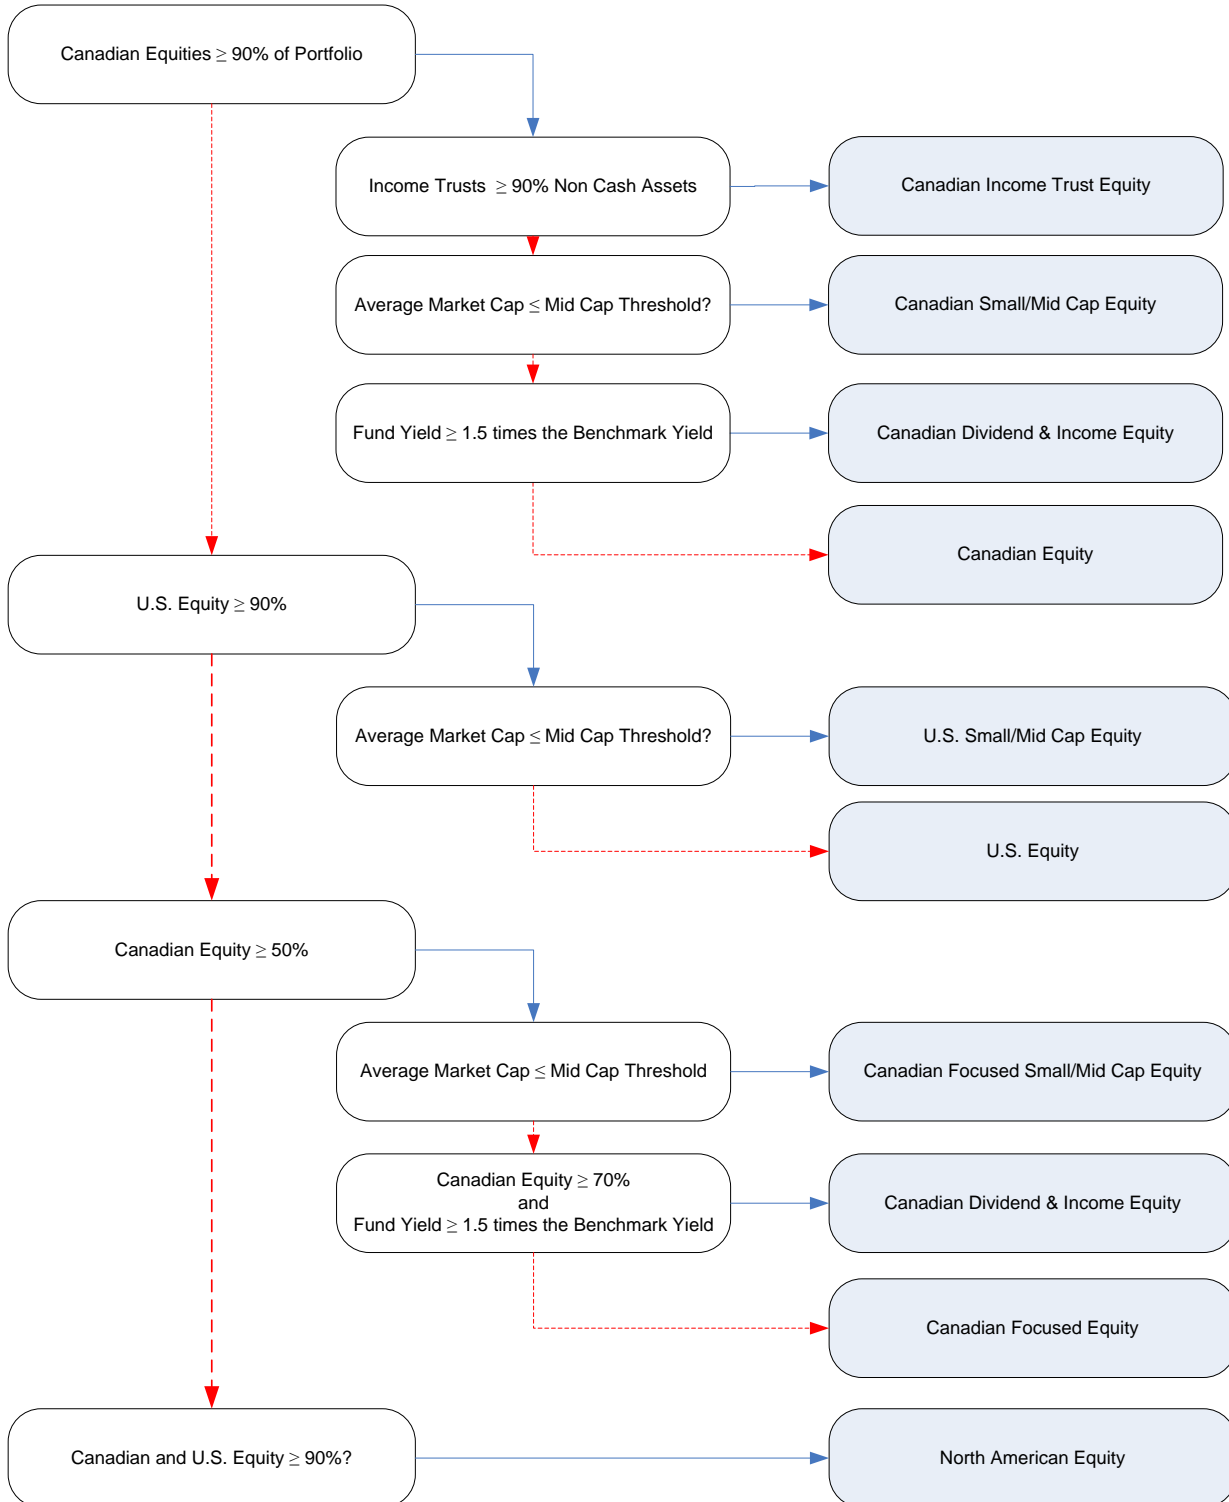 Canadian Equities ≥ 90% of Portfolio
Income Trusts ≥ 90% Non Cash Assets
Canadian Income Trust Equity
Average Market Cap ≤ Mid Cap Threshold?
Canadian Small/Mid Cap Equity
Fund Yield ≥ 1.5 times the Benchmark Yield
Canadian Dividend & Income Equity
Canadian Equity
U.S. Equity ≥ 90%
Average Market Cap ≤ Mid Cap Threshold?
U.S. Small/Mid Cap Equity
U.S. Equity
Canadian Equity ≥ 50%
Average Market Cap ≤ Mid Cap Threshold
Canadian Focused Small/Mid Cap Equity
Canadian Equity ≥ 70%
and
Fund Yield ≥ 1.5 times the Benchmark Yield
Canadian Dividend & Income Equity
Canadian Focused Equity
Canadian and U.S. Equity ≥ 90%?
North American Equity